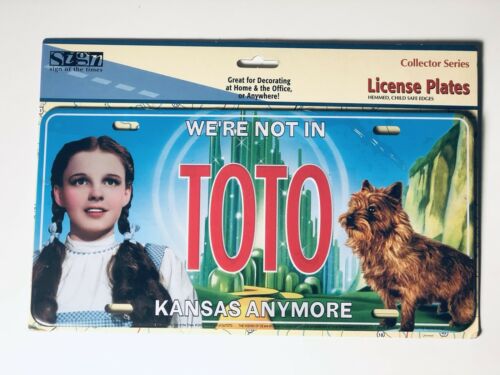 Sign
sign of the times
Great for Decorating
at Home & the Office,
or Anywhere!
Collector Series
License Plates
HEMMED, CHILD SAFE EDGES
WE'RE NOT IN
TOTO
KANSAS ANYMORE